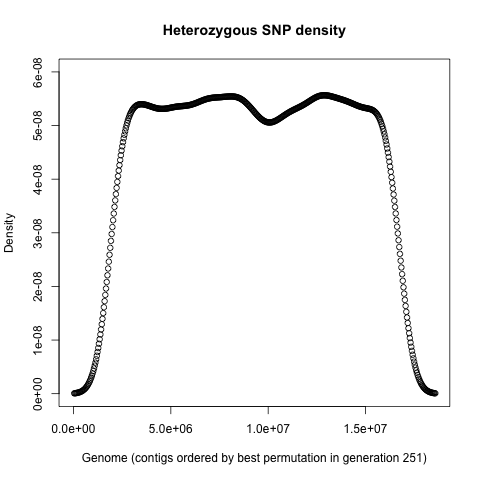 Heterozygous SNP density
6e-08
5e-08
4e-08
3e-08
2e-08
1e-08
0e+00
Density
0.0e+00 5.0e+06 1.0e+07 1.5e+07
Genome (contigs ordered by best permutation in generation 251)